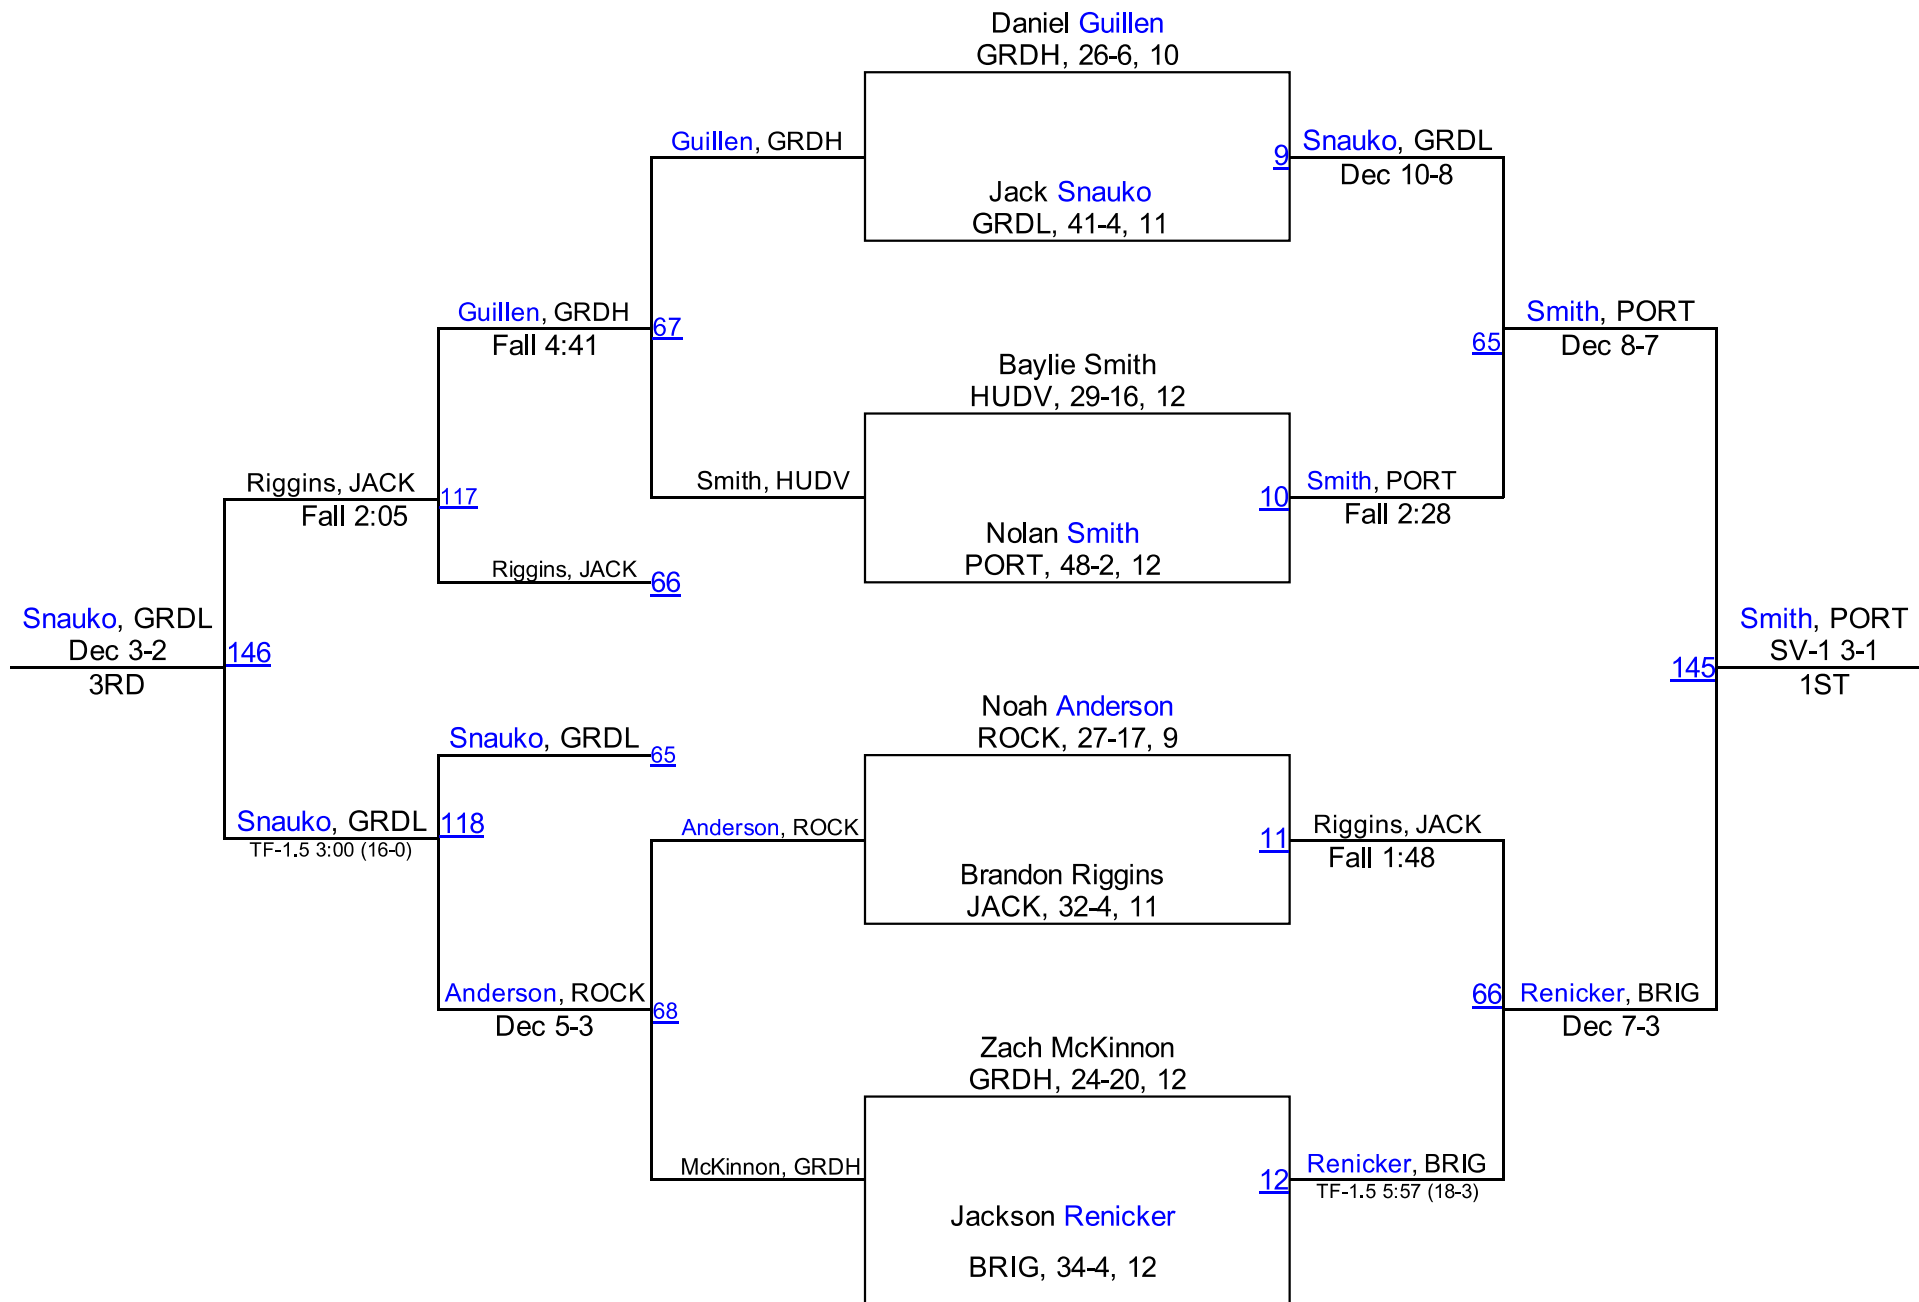 Daniel Guillen
GRDH, 26-6, 10
Guillen, GRDH
9
Snauko, GRDL
Dec 10-8
Jack Snauko
GRDL, 41-4, 11
Guillen, GRDH
Fall 4:41
67
65
Smith, PORT
Dec 8-7
Baylie Smith
HUDV, 29-16, 12
Riggins, JACK
Fall 2:05
117
Smith, HUDV
10
Smith, PORT
Fall 2:28
Nolan Smith
PORT, 48-2, 12
Riggins, JACK
66
Snauko, GRDL
Dec 3-2
3RD
146
145
Smith, PORT
SV-1 3-1
1ST
Noah Anderson
ROCK, 27-17, 9
Snauko, GRDL
65
Snauko, GRDL
TF-1.5 3:00 (16-0)
118
Anderson, ROCK
11
Riggins, JACK
Fall 1:48
Brandon Riggins
JACK, 32-4, 11
Anderson, ROCK
Dec 5-3
68
66
Renicker, BRIG
Dec 7-3
Zach McKinnon
GRDH, 24-20, 12
McKinnon, GRDH
12
Renicker, BRIG
TF-1.5 5:57 (18-3)
Jackson Renicker
BRIG, 34-4, 12